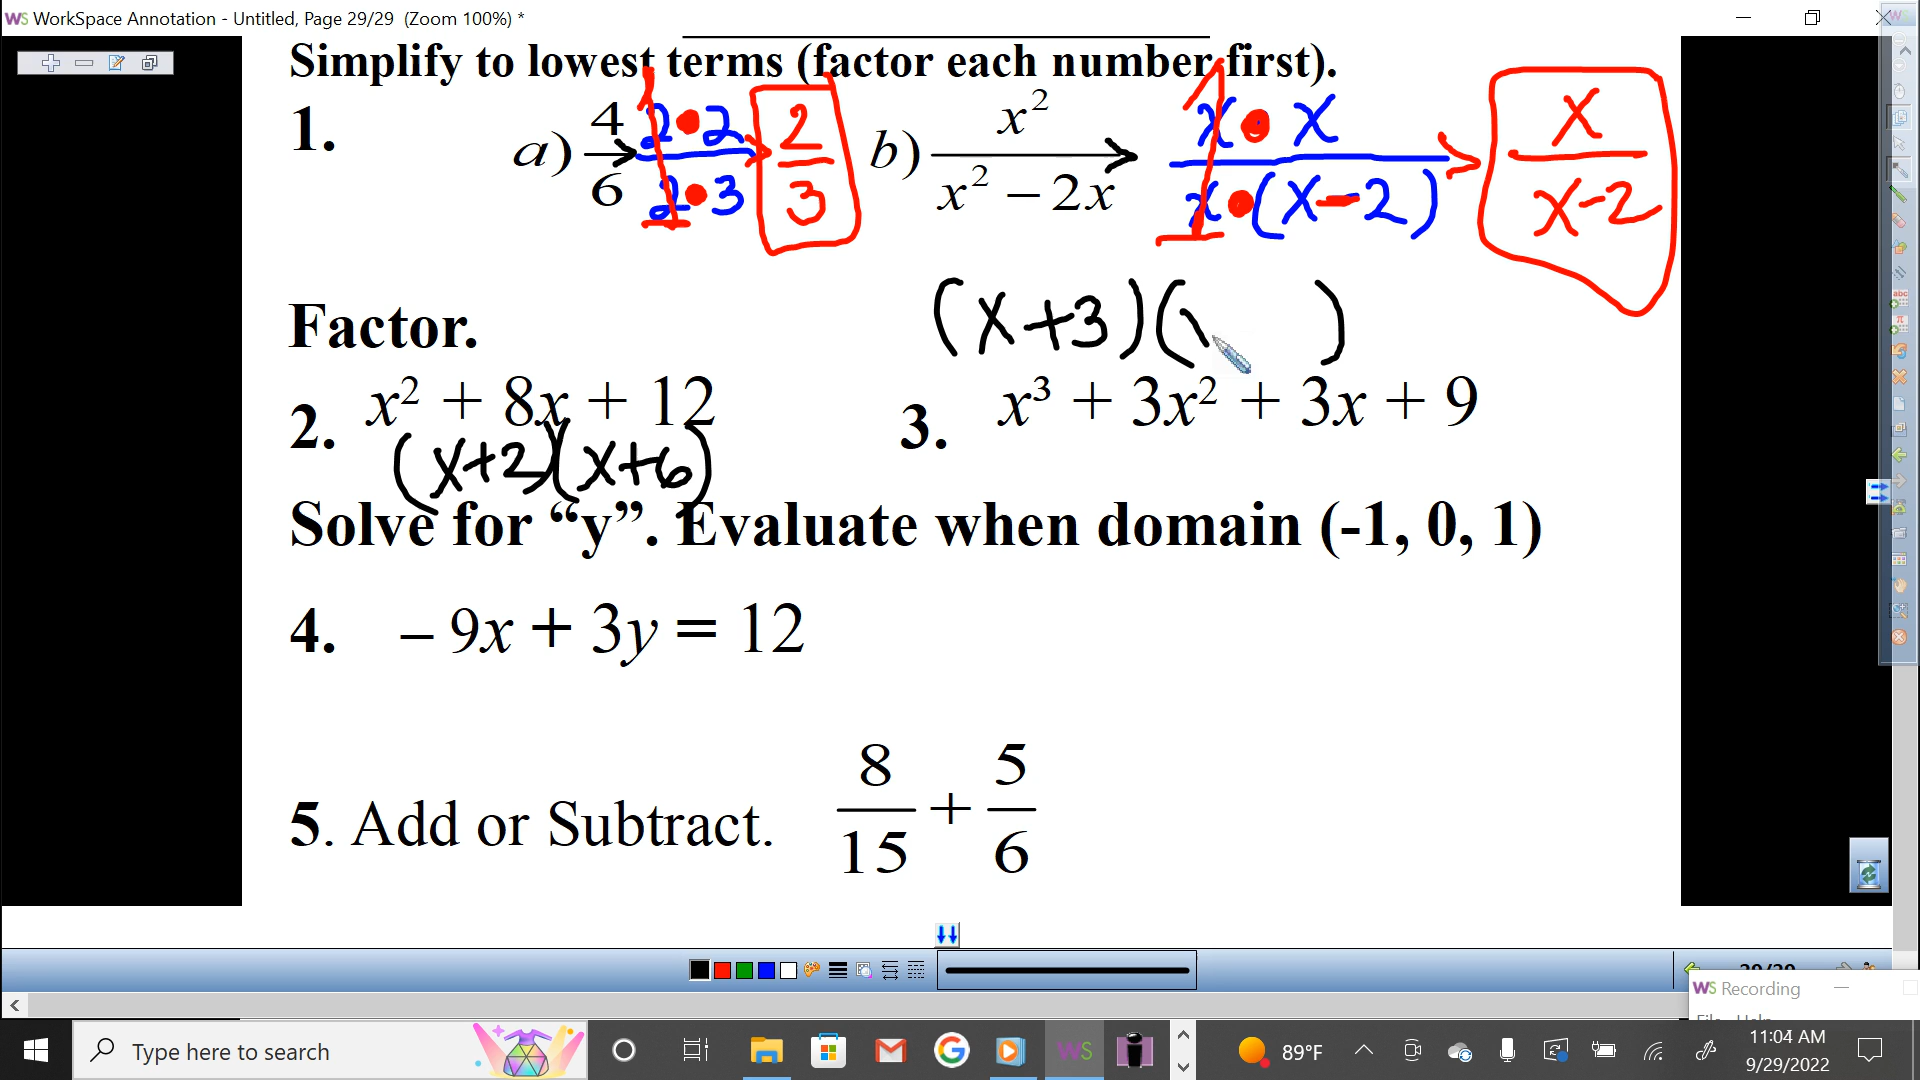 WS WorkSpace Annotation - Untitled, Page 29/29 (Zoom 100%) *
Simplify to lowest terms (factor each number first).
1. a) 4/6 → 2 • 2 / 2 • 3 → 2/3 b) x² / x² − 2x → x • x / x • (x − 2) → x / x-2
Factor. (x+3)(
2. x² + 8x + 12 3. x³ + 3x² + 3x + 9
(x+2)(x+6)
Solve for “y”. Evaluate when domain (-1, 0, 1)
4. – 9x + 3y = 12
5. Add or Subtract. 8/15 + 5/6
WS Recording
Type here to search
WS
89°F
11:04 AM
9/29/2022